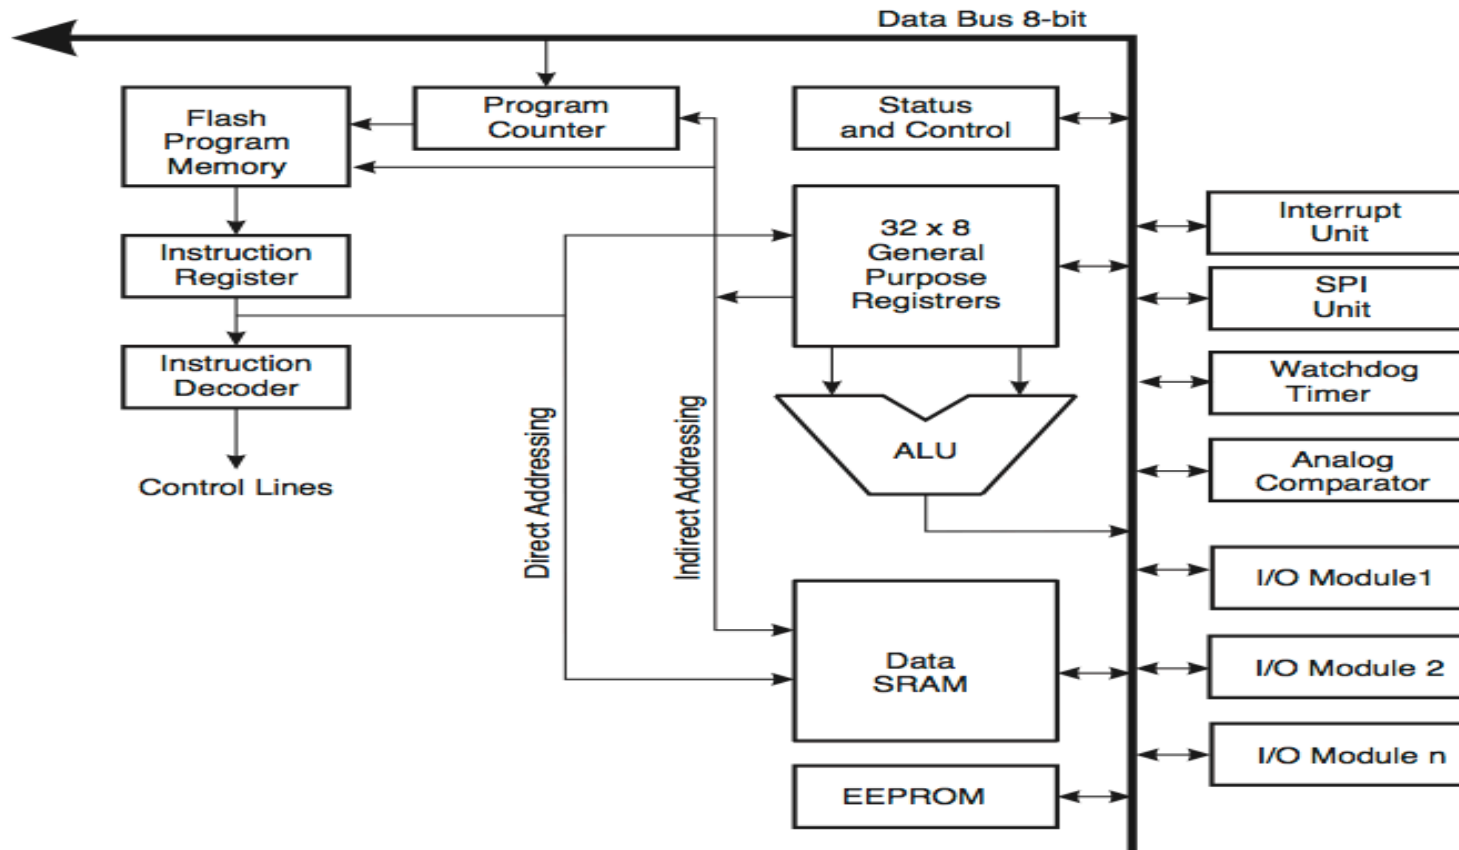 Data Bus 8-bit
Flash
Program
Memory
Program
Counter
Status
and Control
Instruction
Register
32 x 8
General
Purpose
Registrers
Interrupt
Unit
SPI
Unit
Instruction
Decoder
Watchdog
Timer
Control Lines
Direct Addressing
Indirect Addressing
ALU
Analog
Comparator
I/O Module1
Data
SRAM
I/O Module 2
I/O Module n
EEPROM